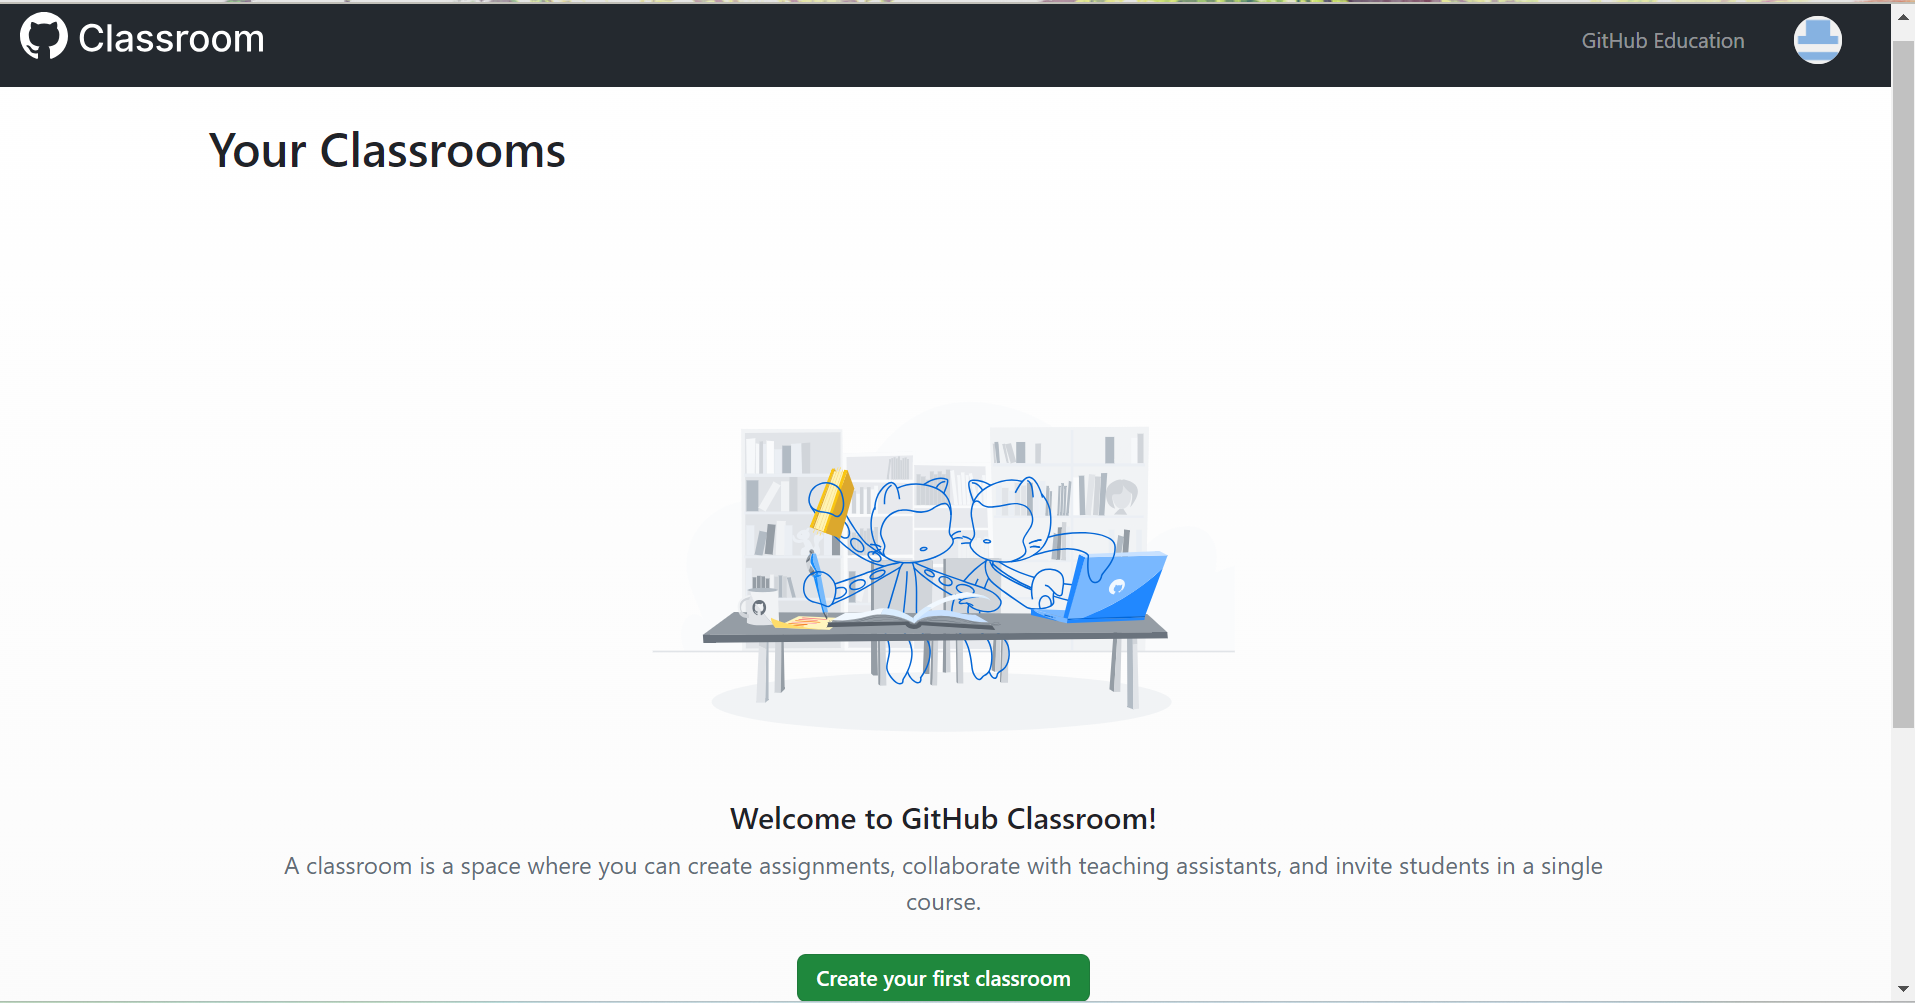 Classroom
GitHub Education
Your Classrooms
Welcome to GitHub Classroom!
A classroom is a space where you can create assignments, collaborate with teaching assistants, and invite students in a single
course.
Create your first classroom